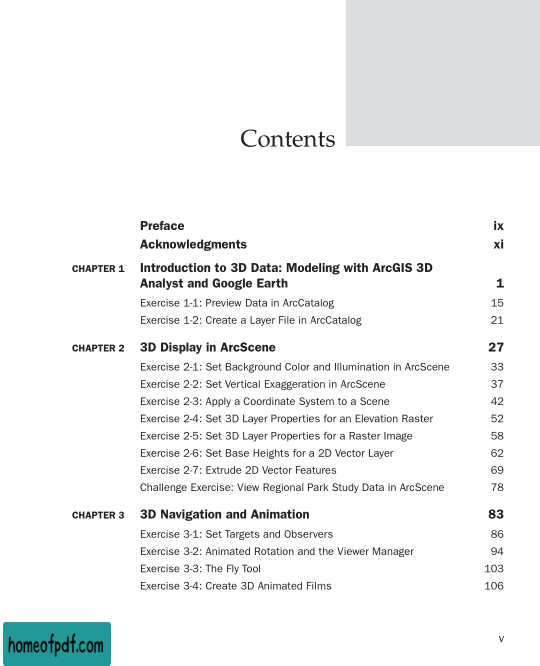 Contents
Preface ix
Acknowledgments xi
CHAPTER 1 Introduction to 3D Data: Modeling with ArcGIS 3D
Analyst and Google Earth 1
Exercise 1-1: Preview Data in ArcCatalog 15
Exercise 1-2: Create a Layer File in ArcCatalog 21
CHAPTER 2 3D Display in ArcScene 27
Exercise 2-1: Set Background Color and Illumination in ArcScene 33
Exercise 2-2: Set Vertical Exaggeration in ArcScene 37
Exercise 2-3: Apply a Coordinate System to a Scene 42
Exercise 2-4: Set 3D Layer Properties for an Elevation Raster 52
Exercise 2-5: Set 3D Layer Properties for a Raster Image 58
Exercise 2-6: Set Base Heights for a 2D Vector Layer 62
Exercise 2-7: Extrude 2D Vector Features 69
Challenge Exercise: View Regional Park Study Data in ArcScene 78
CHAPTER 3 3D Navigation and Animation 83
Exercise 3-1: Set Targets and Observers 86
Exercise 3-2: Animated Rotation and the Viewer Manager 94
Exercise 3-3: The Fly Tool 103
Exercise 3-4: Create 3D Animated Films 106
homeofpdf.com
v